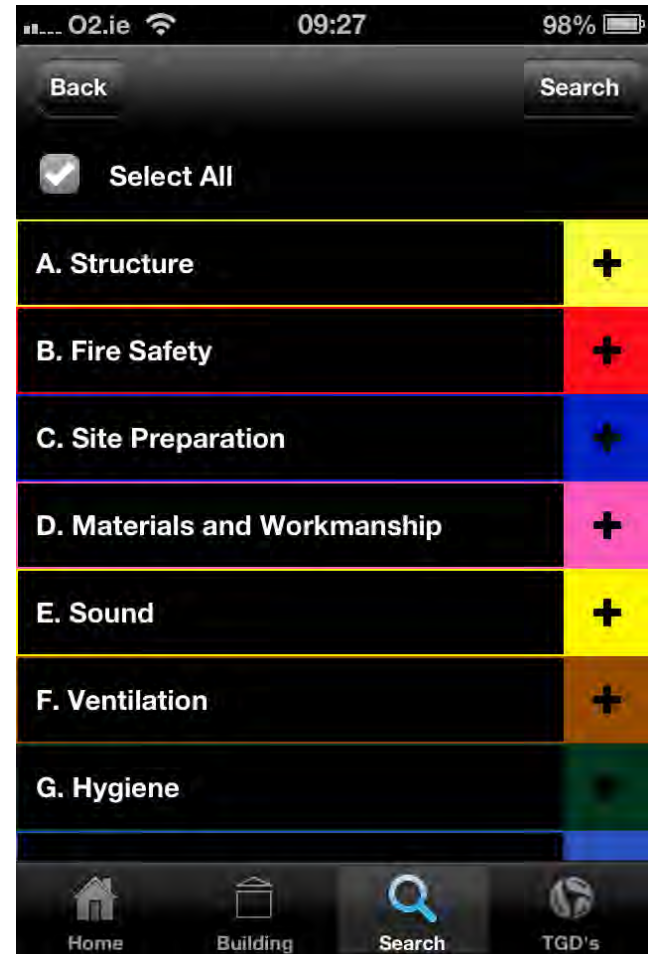 O2.ie 09:27 98%
Back Search
Select All
A. Structure +
B. Fire Safety +
C. Site Preparation +
D. Materials and Workmanship +
E. Sound +
F. Ventilation +
G. Hygiene
Home Building Search TGD's